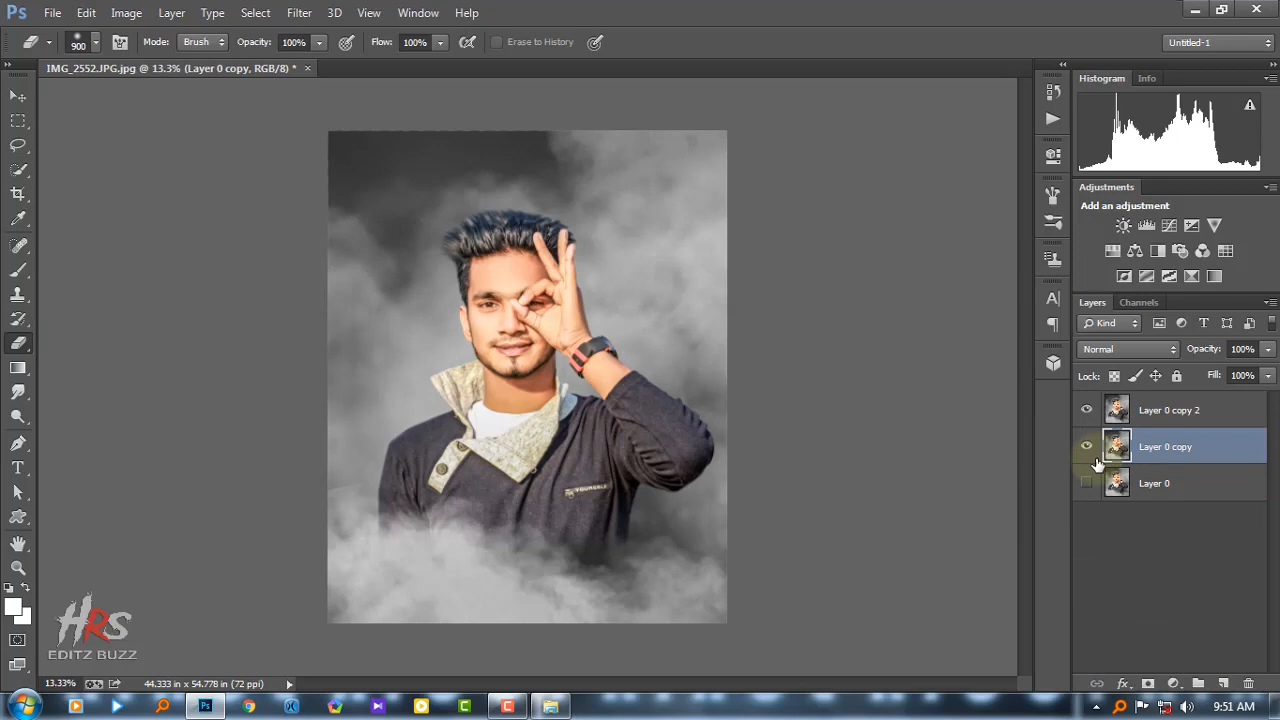 Ps File Edit Image Layer Type Select Filter 3D View Window Help
900 Mode: Brush Opacity: 100% Flow: 100% Erase to History Untitled-1
IMG_2552.JPG.jpg @ 13.3% (Layer 0 copy, RGB/8) * ×
Histogram Info
Adjustments
Add an adjustment
Layers Channels
Kind
Normal Opacity: 100%
Lock: Fill: 100%
Layer 0 copy 2
Layer 0 copy
Layer 0
YOURSELF
HRS
EDITZ BUZZ
13.33% 44.333 in x 54.778 in (72 ppi)
9:51 AM